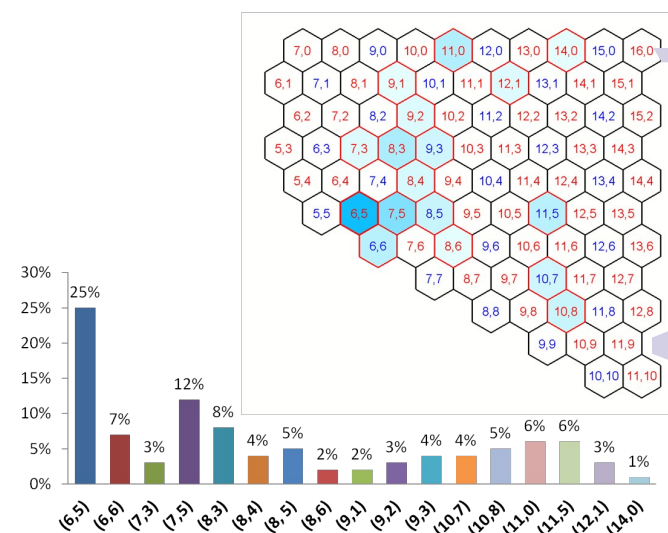 7,0 8,0 9,0 10,0 11,0 12,0 13,0 14,0 15,0 16,0
6,1 7,1 8,1 9,1 10,1 11,1 12,1 13,1 14,1 15,1
6,2 7,2 8,2 9,2 10,2 11,2 12,2 13,2 14,2 15,2
5,3 6,3 7,3 8,3 9,3 10,3 11,3 12,3 13,3 14,3
5,4 6,4 7,4 8,4 9,4 10,4 11,4 12,4 13,4 14,4
5,5 6,5 7,5 8,5 9,5 10,5 11,5 12,5 13,5
6,6 7,6 8,6 9,6 10,6 11,6 12,6 13,6
7,7 8,7 9,7 10,7 11,7 12,7
8,8 9,8 10,8 11,8 12,8
9,9 10,9 11,9
10,10 11,10
30%
25%
20%
15%
10%
5%
0%
25% 7% 3% 12% 8% 4% 5% 2% 2% 3% 4% 4% 5% 6% 6% 3% 1%
(6,5) (6,6) (7,3) (7,5) (8,3) (8,4) (8, 5) (8,6) (9,1) (9,2) (9,3) (10,7) (10,8) (11,0) (11,5) (12,1) (14,0)